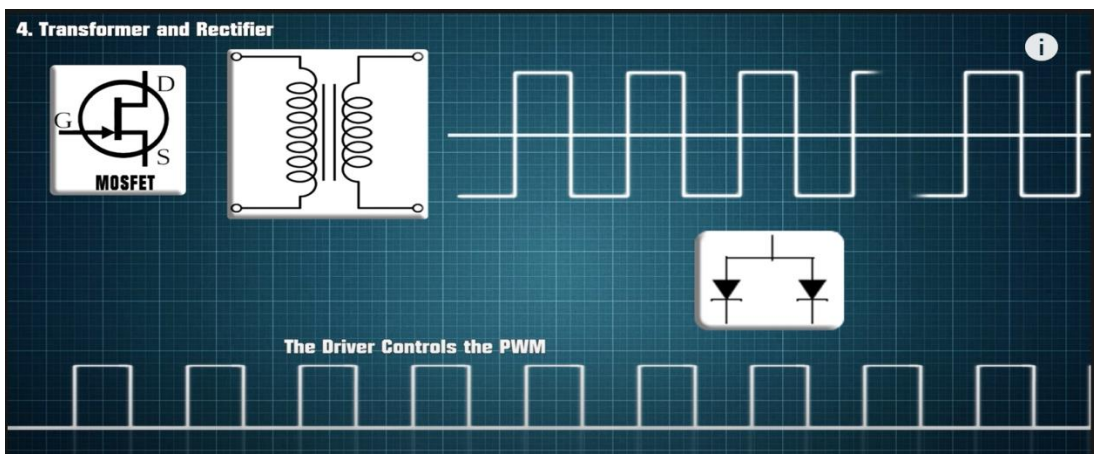 4. Transformer and Rectifier
i
D
G
S
MOSFET
The Driver Controls the PWM